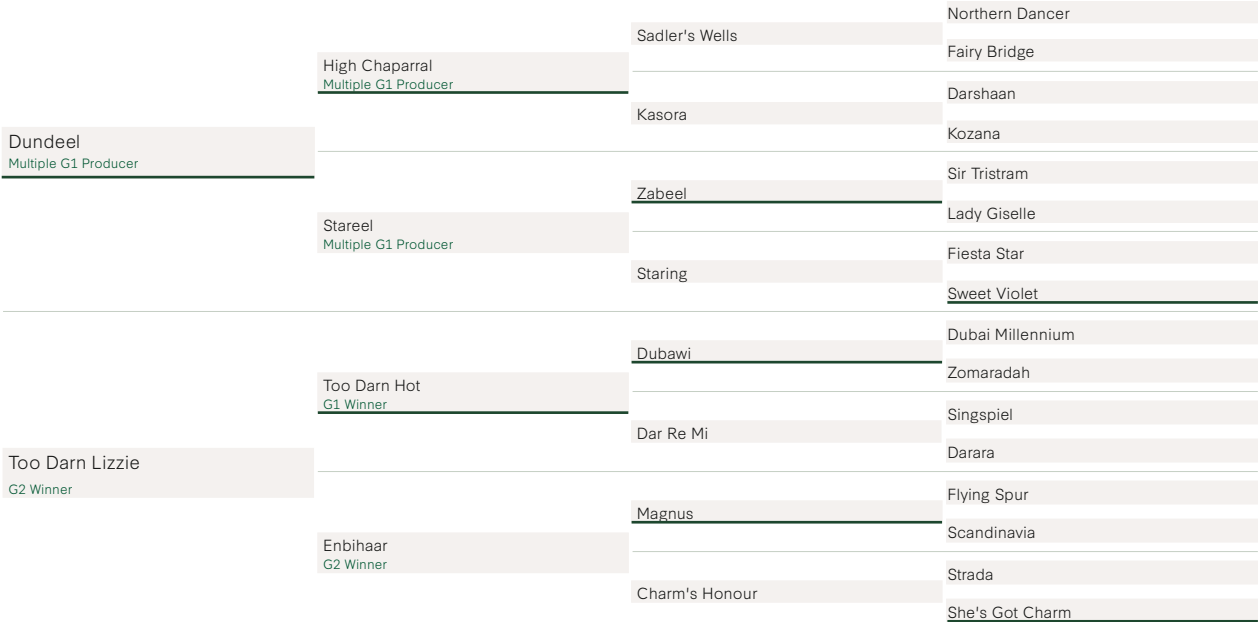 Northern Dancer
Sadler's Wells
Fairy Bridge
High Chaparral
Multiple G1 Producer
Darshaan
Kasora
Kozana
Dundeel
Multiple G1 Producer
Sir Tristram
Zabeel
Lady Giselle
Stareel
Multiple G1 Producer
Fiesta Star
Staring
Sweet Violet
Dubai Millennium
Dubawi
Zomaradah
Too Darn Hot
G1 Winner
Singspiel
Dar Re Mi
Darara
Too Darn Lizzie
G2 Winner
Flying Spur
Magnus
Scandinavia
Enbihaar
G2 Winner
Strada
Charm's Honour
She's Got Charm